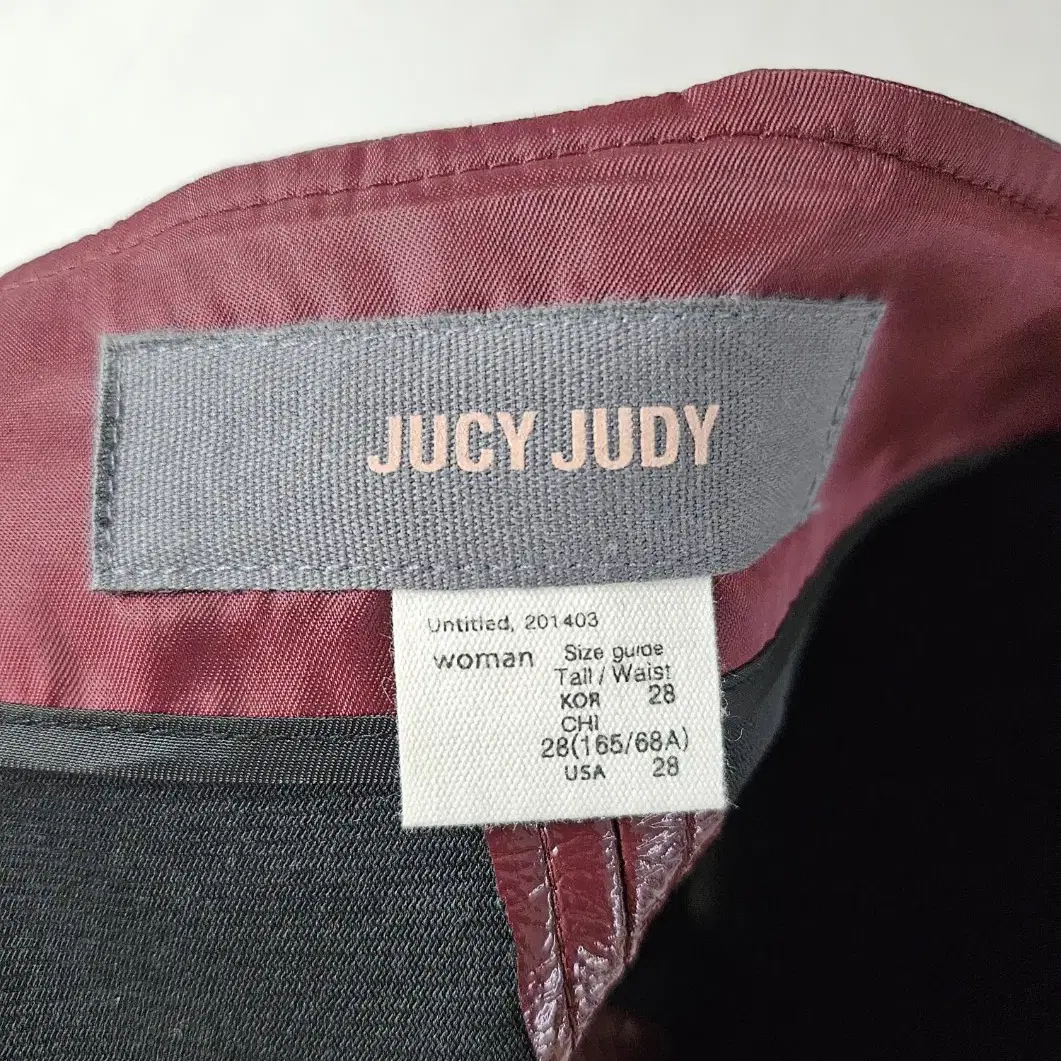 JUCY JUDY
Untitled, 201403
woman Size guide
Tall / Waist
KOR 28
CHI
28(165/68A)
USA 28